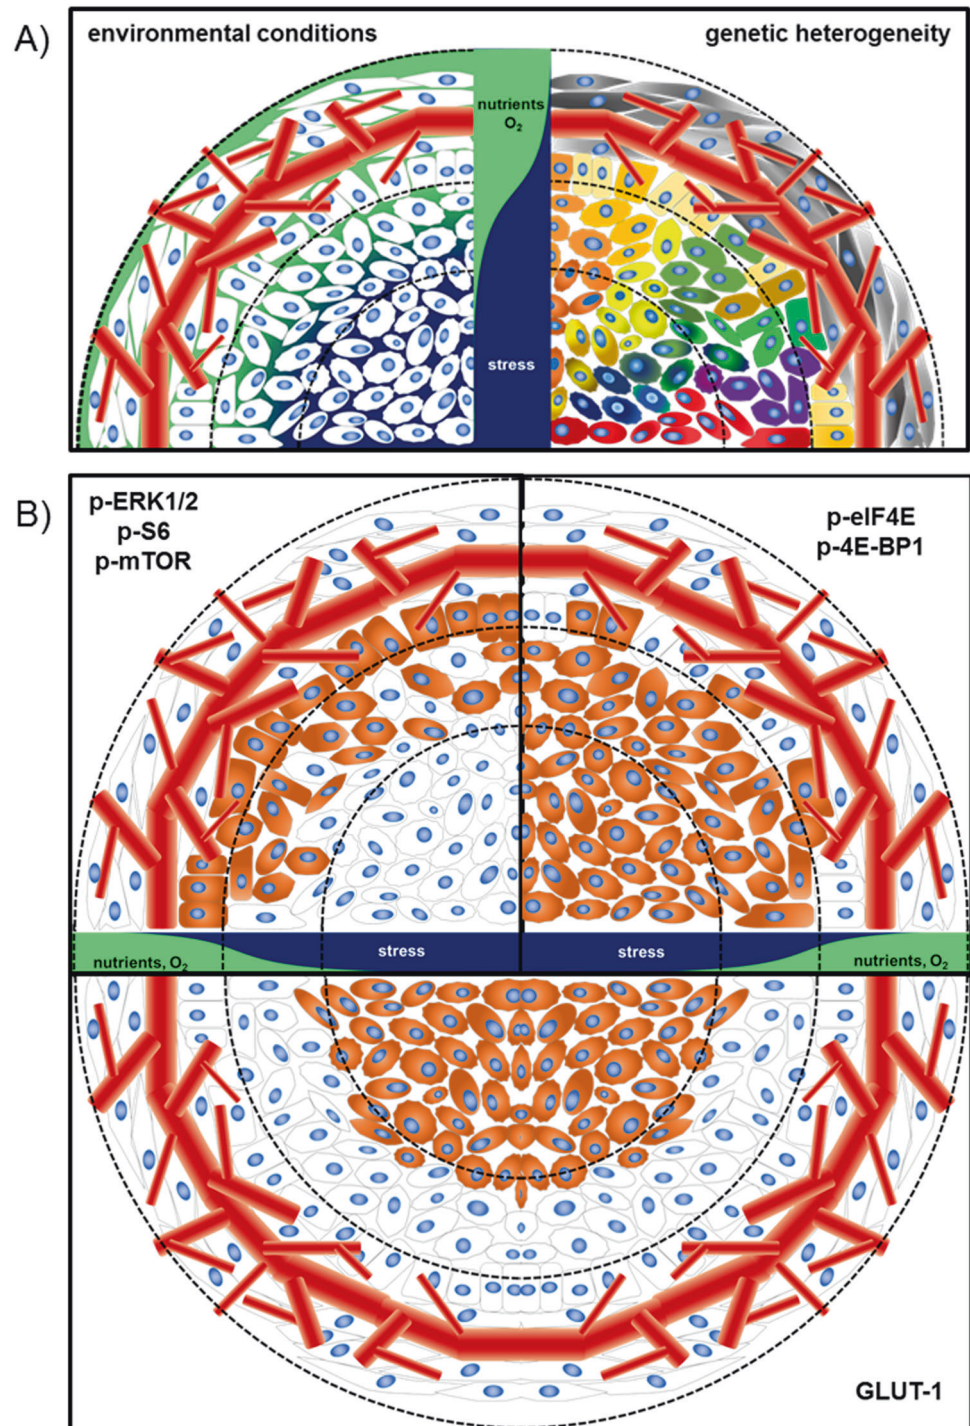 A)
environmental conditions
genetic heterogeneity
nutrients
O₂
stress
B)
p-ERK1/2
p-S6
p-mTOR
p-eIF4E
p-4E-BP1
stress
stress
nutrients, O₂
nutrients, O₂
GLUT-1